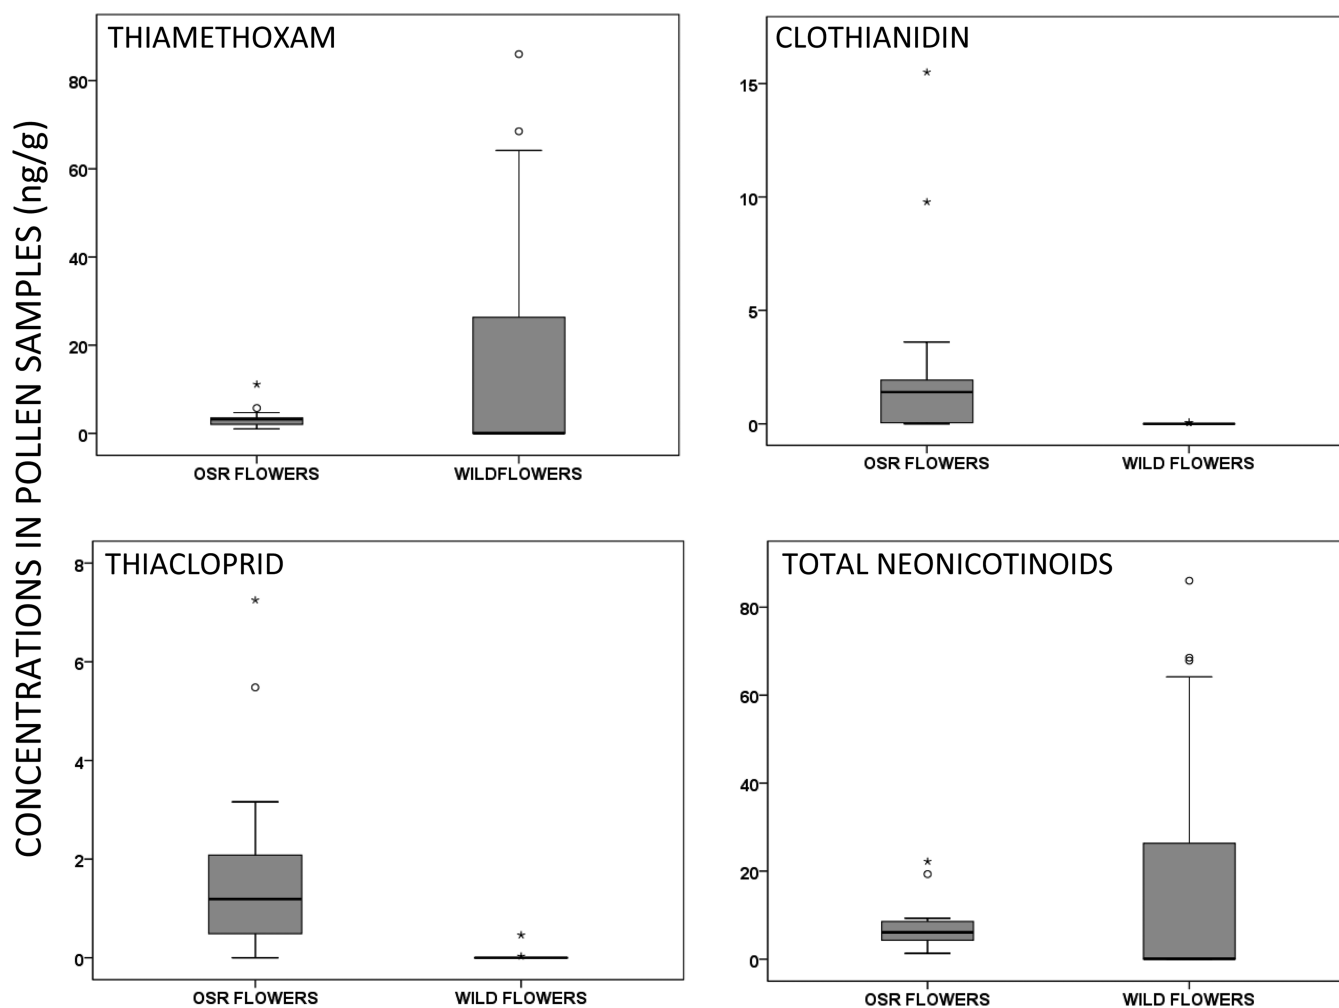 CONCENTRATIONS IN POLLEN SAMPLES (ng/g)
THIAMETHOXAM
80
60
40
20
0
OSR FLOWERS WILDFLOWERS
CLOTHIANIDIN
15
10
5
0
OSR FLOWERS WILD FLOWERS
THIACLOPRID
8
6
4
2
0
OSR FLOWERS WILD FLOWERS
TOTAL NEONICOTINOIDS
80
60
40
20
0
OSR FLOWERS WILD FLOWERS